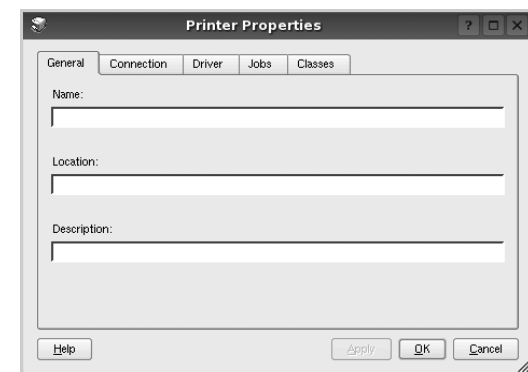 Printer Properties ?
General Connection Driver Jobs Classes
Name:
Location:
Description:
Help Apply OK Cancel